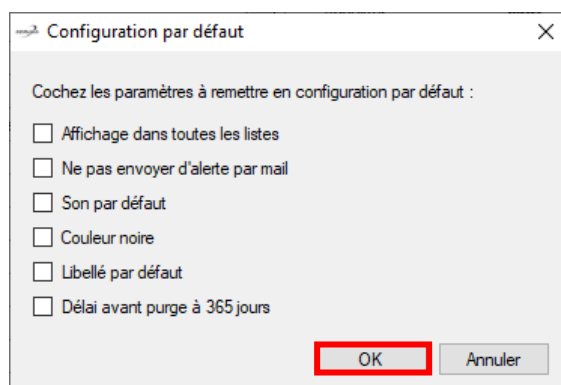 Configuration par défaut
Cochez les paramètres à remettre en configuration par défaut :
Affichage dans toutes les listes
Ne pas envoyer d'alerte par mail
Son par défaut
Couleur noire
Libellé par défaut
Délai avant purge à 365 jours
OK Annuler